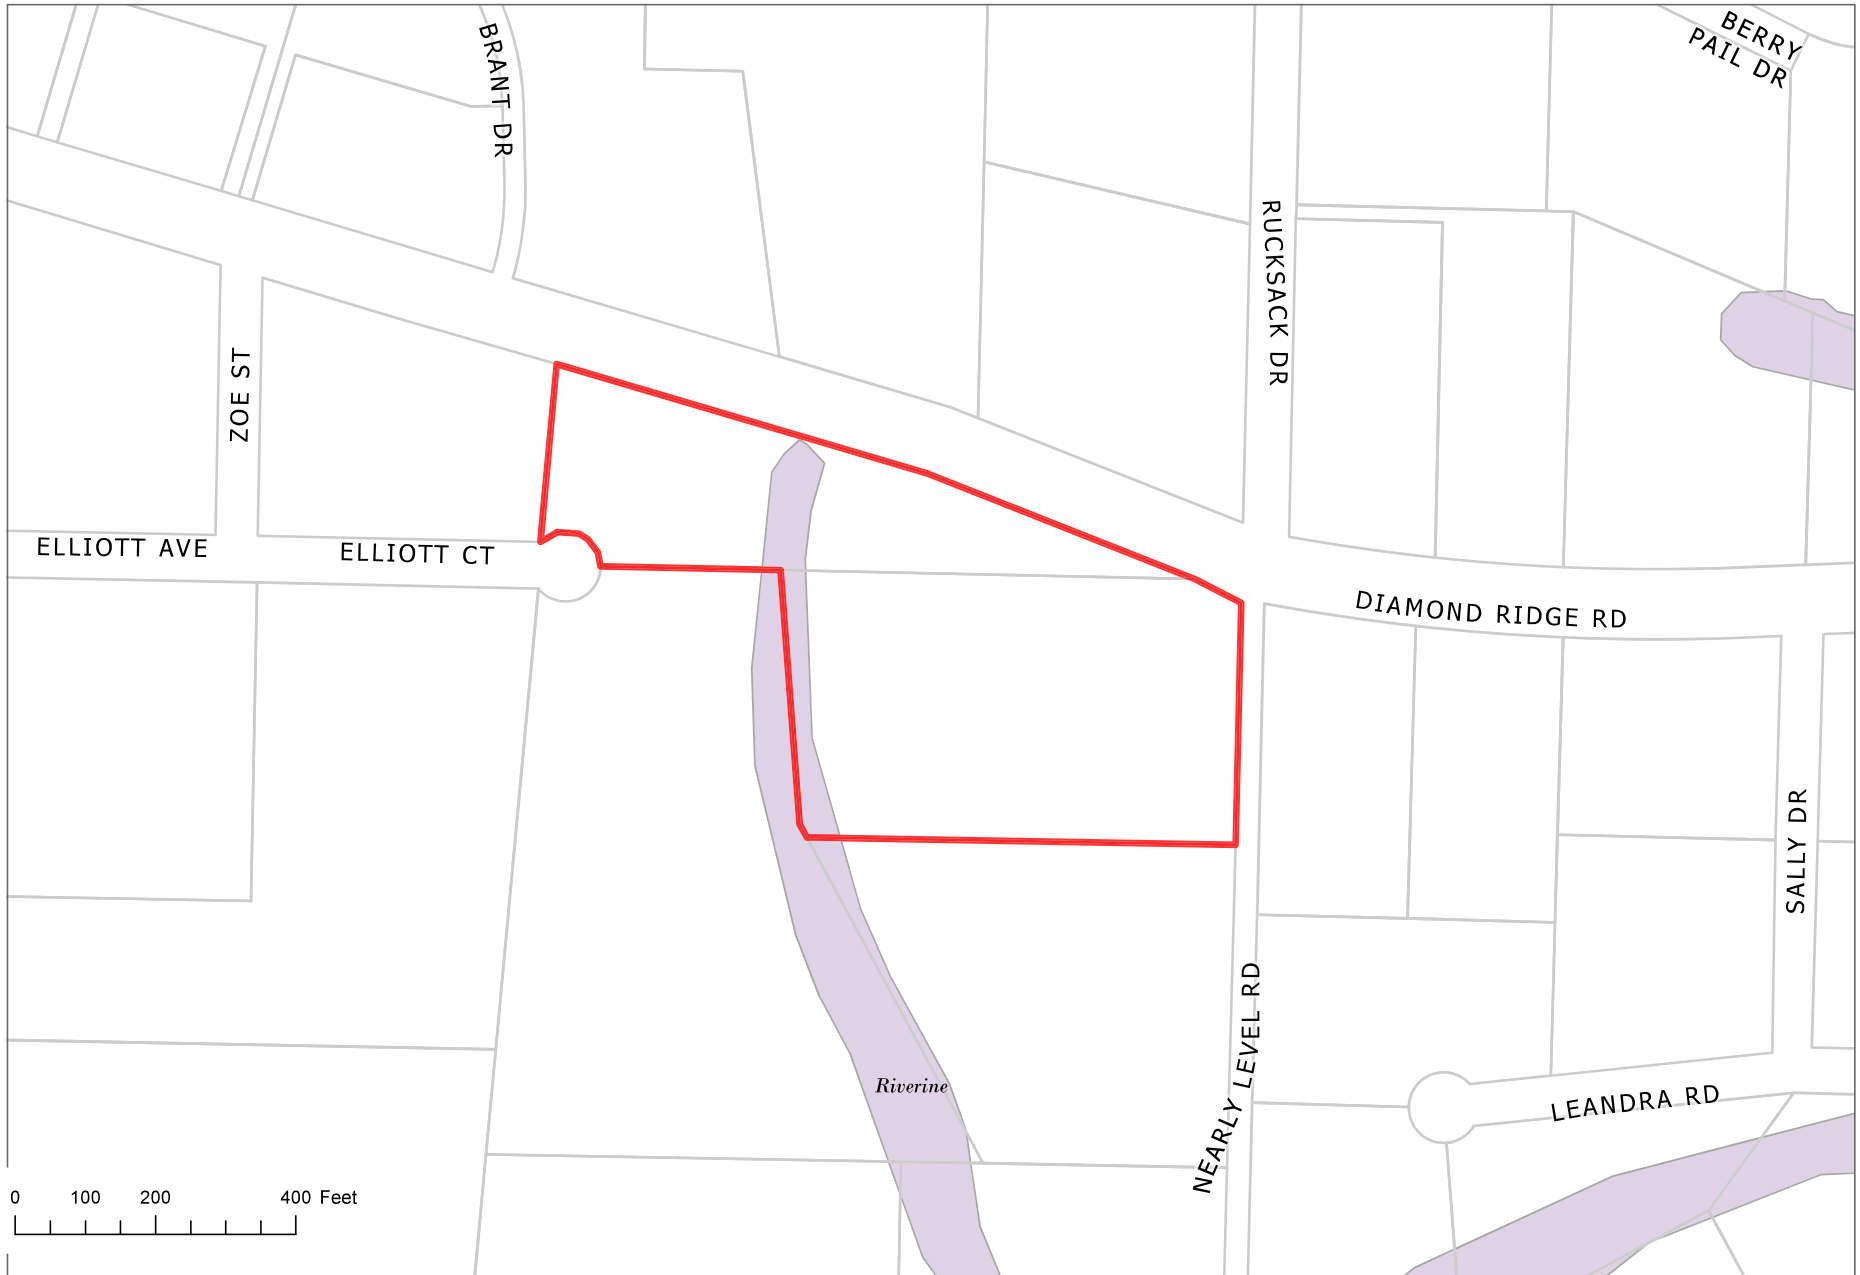 BERRY
PAIL DR
BRANT DR
RUCKSACK DR
ZOE ST
ELLIOTT AVE
ELLIOTT CT
DIAMOND RIDGE RD
SALLY DR
NEARLY LEVEL RD
Riverine
LEANDRA RD
0 100 200 400 Feet